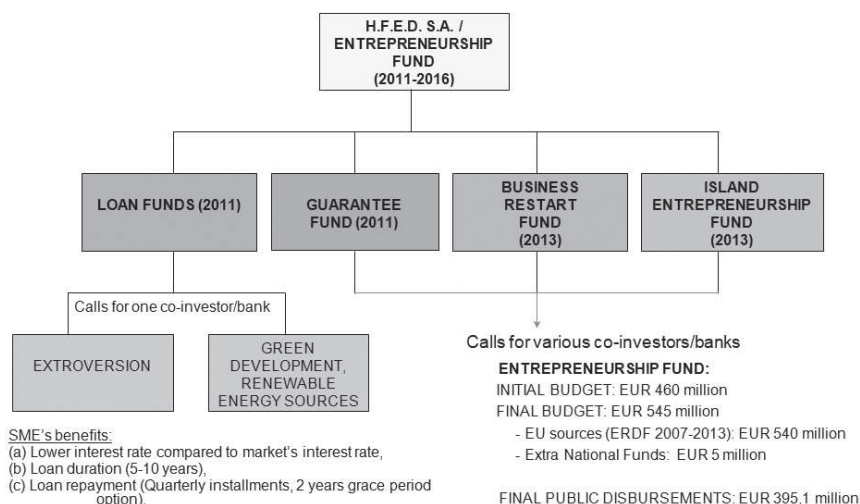 H.F.E.D. S.A. /
ENTREPRENEURSHIP
FUND
(2011-2016)
LOAN FUNDS (2011)
GUARANTEE
FUND (2011)
BUSINESS
RESTART
FUND
(2013)
ISLAND
ENTREPRENEURSHIP
FUND
(2013)
Calls for one co-investor/bank
EXTROVERSION
GREEN
DEVELOPMENT,
RENEWABLE
ENERGY SOURCES
Calls for various co-investors/banks
ENTREPRENEURSHIP FUND:
INITIAL BUDGET: EUR 460 million
FINAL BUDGET: EUR 545 million
- EU sources (ERDF 2007-2013): EUR 540 million
- Extra National Funds: EUR 5 million
FINAL PUBLIC DISBURSEMENTS: EUR 395.1 million
SME's benefits:
(a) Lower interest rate compared to market's interest rate,
(b) Loan duration (5-10 years),
(c) Loan repayment (Quarterly installments, 2 years grace period
option).